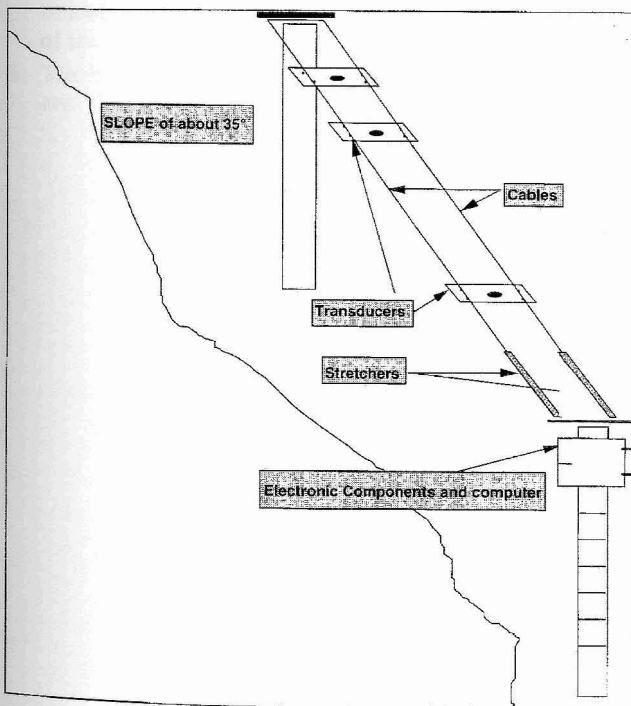 SLOPE of about 35°
Cables
Transducers
Stretchers
Electronic Components and computer